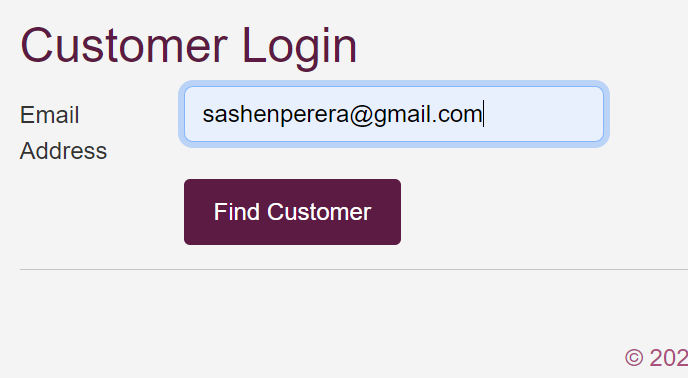 Customer Login
Email
Address
sashenperera@gmail.com
Find Customer
© 202